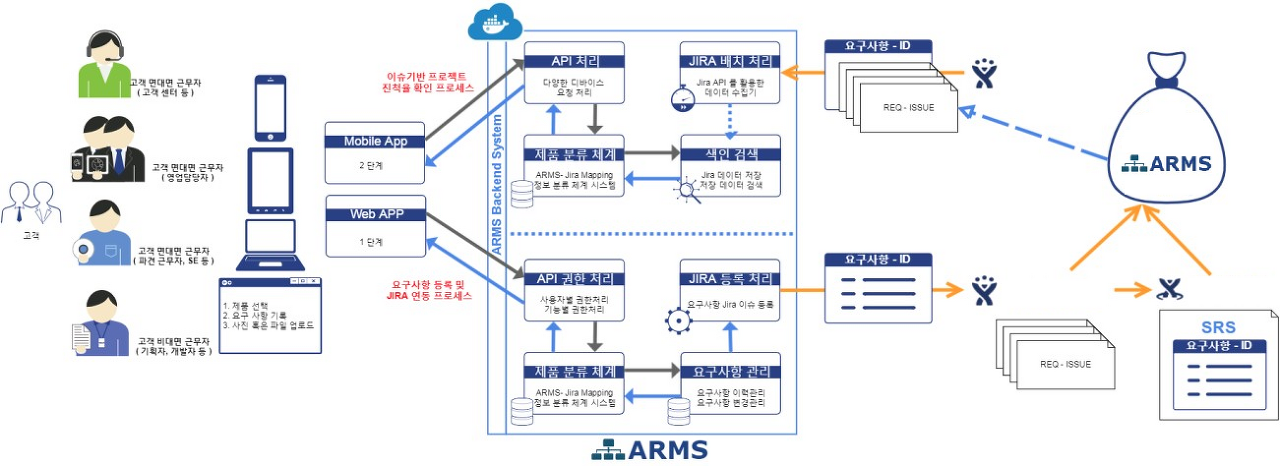 고객
고객 면대면 근무자
( 고객 센터 등 )
고객 면대면 근무자
( 영업담당자 )
고객 면대면 근무자
( 파견 근무자, SE 등 )
고객 비대면 근무자
( 기획자, 개발자 등 )
1. 제품 선택
2. 요구 사항 기록
3. 사진 혹은 파일 업로드
이슈기반 프로젝트
진척율 확인 프로세스
Mobile App
2 단계
Web APP
1 단계
요구사항 등록 및
JIRA 연동 프로세스
ARMS Backend System
API 처리
다양한 디바이스
요청 처리
JIRA 배치 처리
Jira API 를 활용한
데이터 수집기
제품 분류 체계
ARMS- Jira Mapping
정보 분류 체계 시스템
색인 검색
Jira 데이터 저장
저장 데이터 검색
API 권한 처리
사용자별 권한처리
기능별 권한처리
JIRA 등록 처리
요구사항 Jira 이슈 등록
제품 분류 체계
ARMS- Jira Mapping
정보 분류 체계 시스템
요구사항 관리
요구사항 이력관리
요구사항 변경관리
ARMS
요구사항 - ID
REQ - ISSUE
ARMS
요구사항 - ID
REQ - ISSUE
SRS
요구사항 - ID